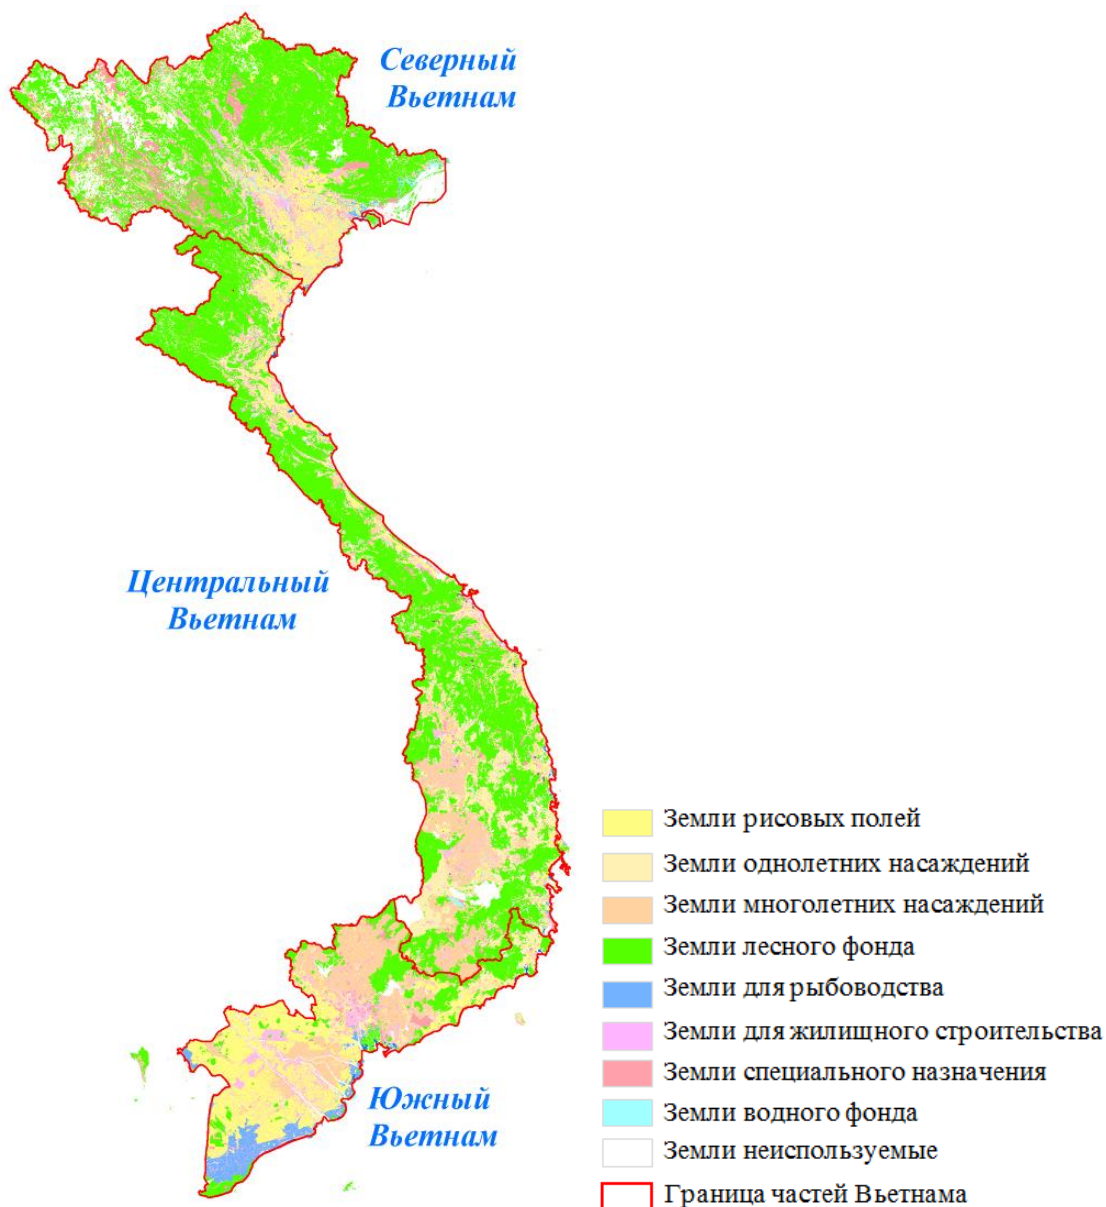 Северный
Вьетнам
Центральный
Вьетнам
Южный
Вьетнам
Земли рисовых полей
Земли однолетних насаждений
Земли многолетних насаждений
Земли лесного фонда
Земли для рыбоводства
Земли для жилищного строительства
Земли специального назначения
Земли водного фонда
Земли неиспользуемые
Граница частей Вьетнама